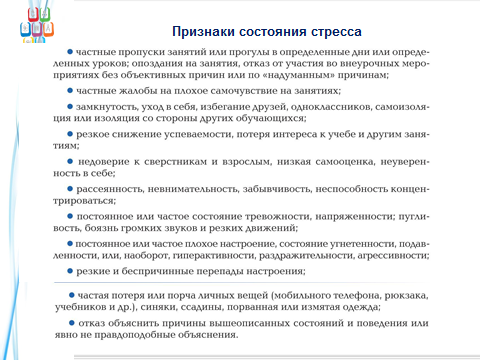 Признаки состояния стресса
● частные пропуски занятий или прогулы в определенные дни или опреде-
ленных уроков; опоздания на занятия, отказ от участия во внеурочных меро-
приятиях без объективных причин или по «надуманным» причинам;
● частные жалобы на плохое самочувствие на занятиях;
● замкнутость, уход в себя, избегание друзей, одноклассников, самоизоля-
ция или изоляция со стороны других обучающихся;
● резкое снижение успеваемости, потеря интереса к учебе и другим заня-
тиям;
● недоверие к сверстникам и взрослым, низкая самооценка, неуверен-
ность в себе;
● рассеянность, невнимательность, забывчивость, неспособность концен-
трироваться;
● постоянное или частое состояние тревожности, напряженности; пугли-
вость, боязнь громких звуков и резких движений;
● постоянное или частое плохое настроение, состояние угнетенности, подав-
ленности, или, наоборот, гиперактивности, раздражительности, агрессивности;
● резкие и беспричинные перепады настроения;
● частая потеря или порча личных вещей (мобильного телефона, рюкзака,
учебников и др.), синяки, ссадины, порванная или измятая одежда;
● отказ объяснить причины вышеописанных состояний и поведения или
явно не правдоподобные объяснения.